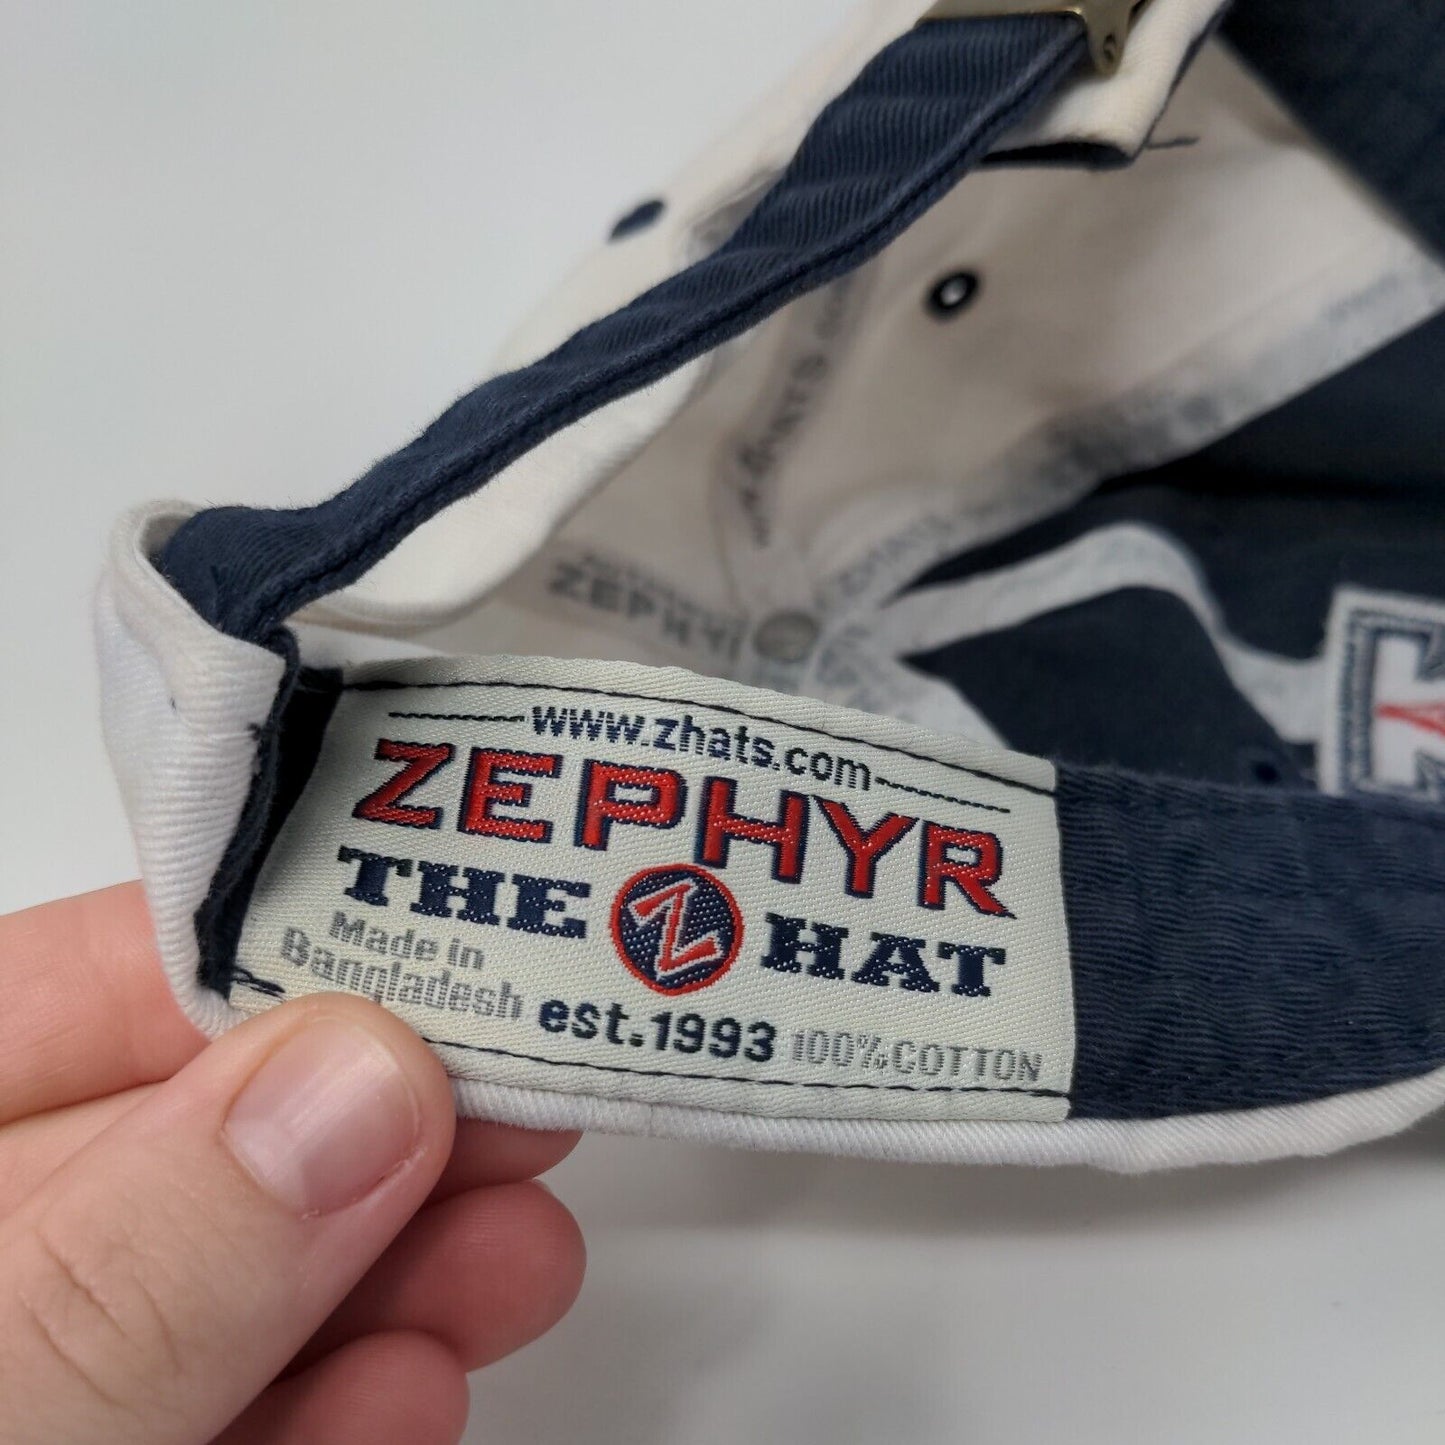 ZEPHYR
www.zhats.com
ZEPHYR
THE Z HAT
Made in
Bangladesh
est.1993
100% COTTON